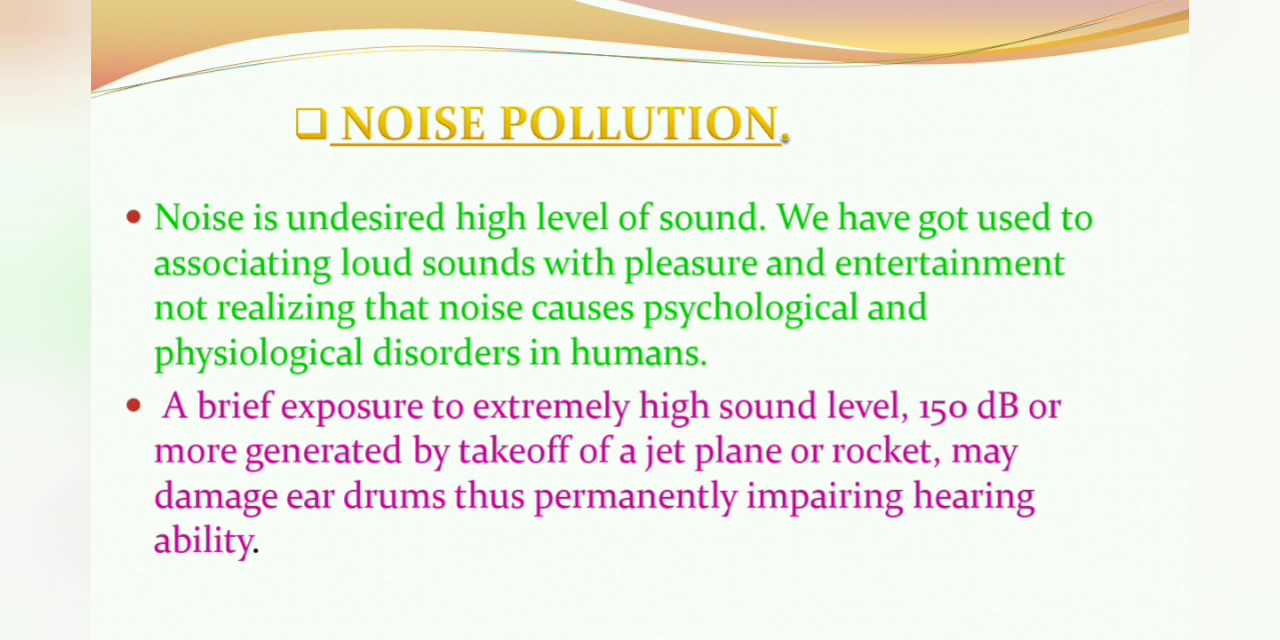 ❑ NOISE POLLUTION.
• Noise is undesired high level of sound. We have got used to
associating loud sounds with pleasure and entertainment
not realizing that noise causes psychological and
physiological disorders in humans.
• A brief exposure to extremely high sound level, 150 dB or
more generated by takeoff of a jet plane or rocket, may
damage ear drums thus permanently impairing hearing
ability.